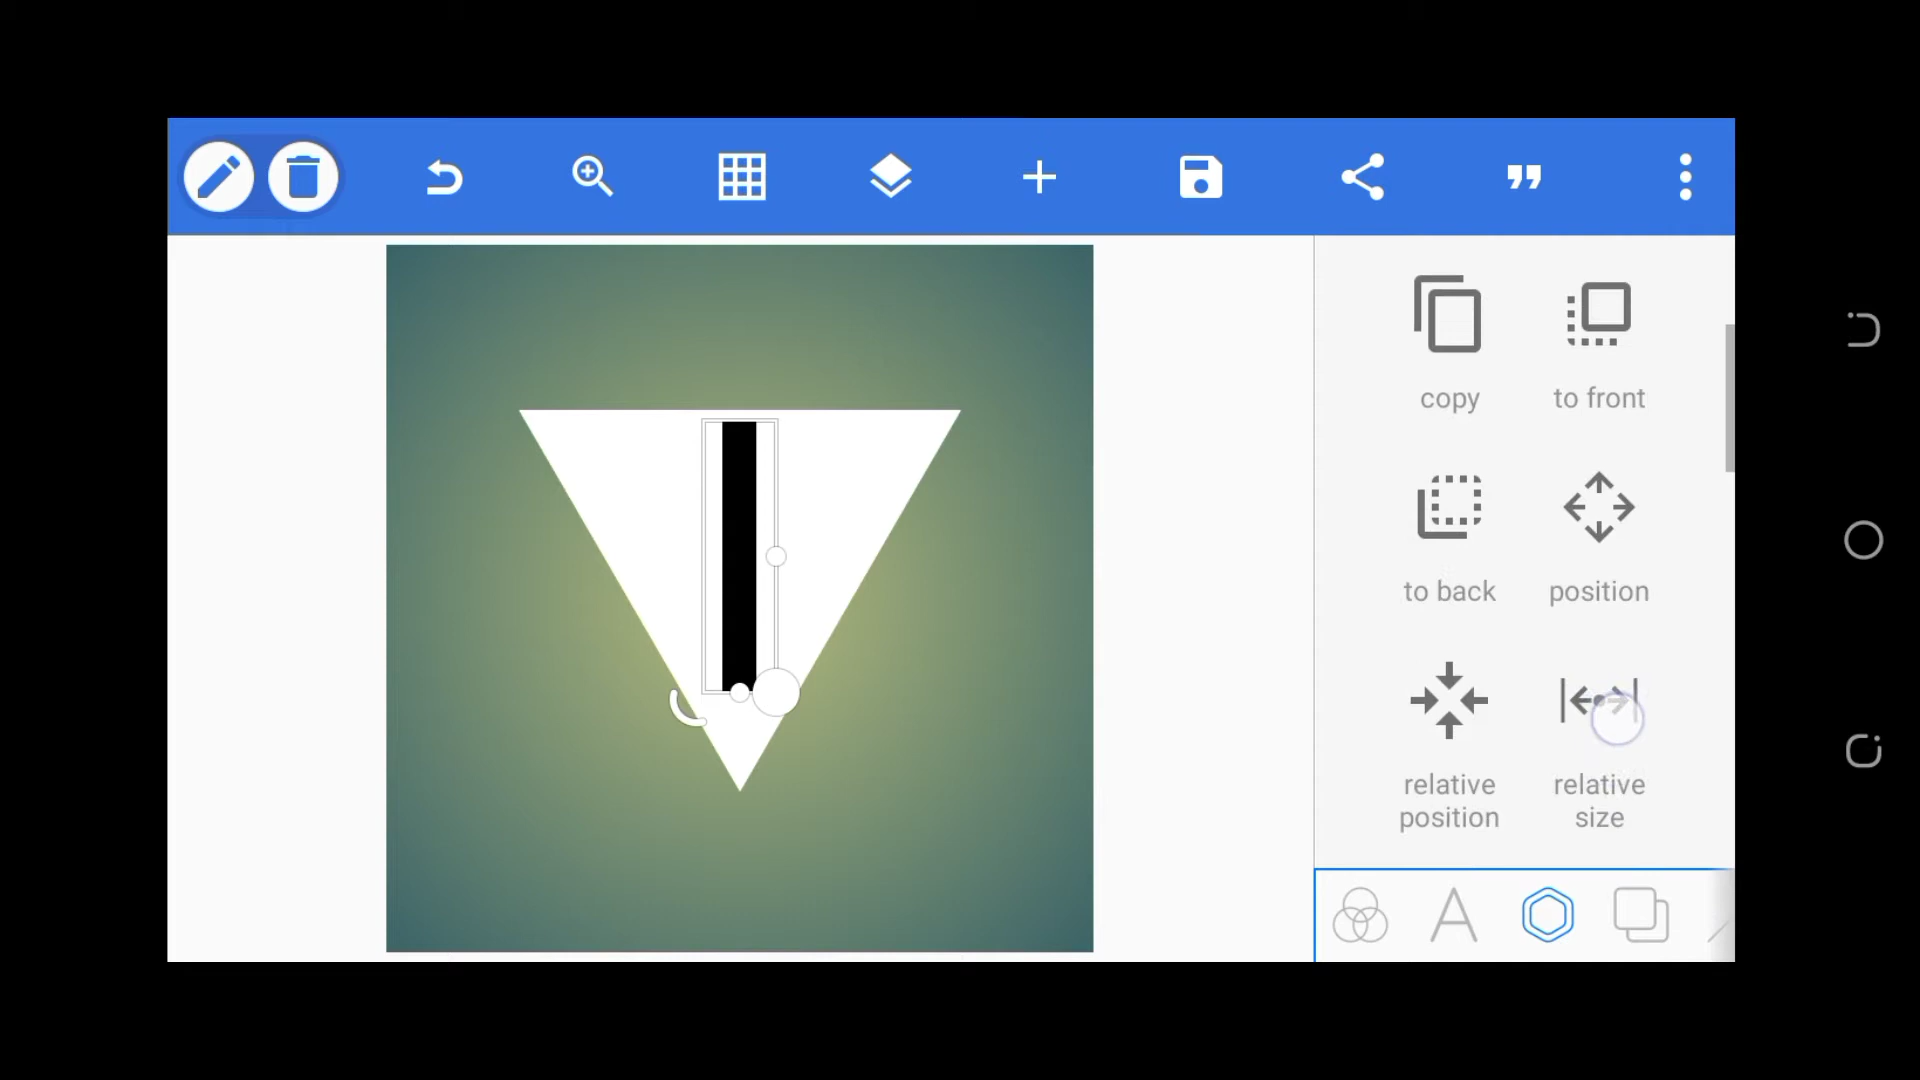 copy
to front
to back
position
relative
position
relative
size